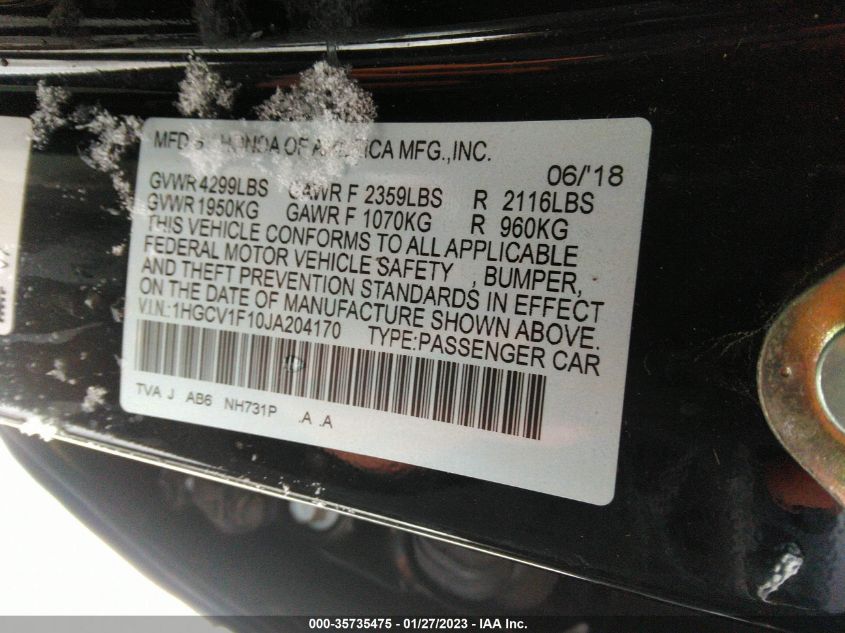 MFD HONDA OF AMERICA MFG.,INC. 06/'18
GVWR 4299LBS GAWR F 2359LBS R 2116LBS
GVWR 1950KG GAWR F 1070KG R 960KG
THIS VEHICLE CONFORMS TO ALL APPLICABLE
FEDERAL MOTOR VEHICLE SAFETY , BUMPER,
AND THEFT PREVENTION STANDARDS IN EFFECT
ON THE DATE OF MANUFACTURE SHOWN ABOVE.
V.I.N.:1HGCV1F10JA204170 TYPE:PASSENGER CAR
TVA J AB6 NH731P .A .A
000-35735475 — 01/27/2023 — IAA Inc.